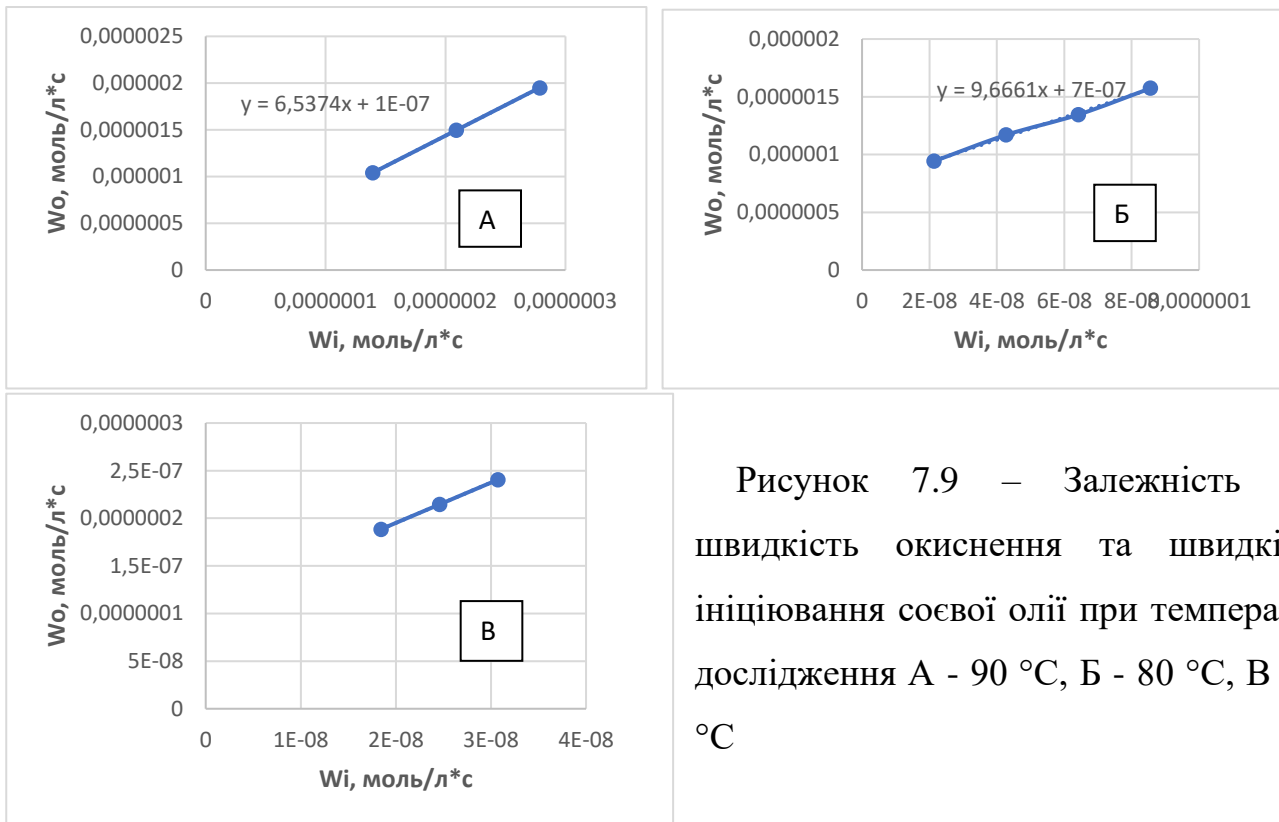 0,0000025
0,000002
0,0000015
0,000001
0,0000005
0
Wo, моль/л*с
y = 6,5374x + 1E-07
А
0 0,0000001 0,0000002 0,0000003
Wi, моль/л*с
0,000002
0,0000015
0,000001
0,0000005
0
Wo, моль/л*с
y = 9,6661x + 7E-07
Б
0 2E-08 4E-08 6E-08 8E-08 0,0000001
Wi, моль/л*с
0,0000003
2,5E-07
0,0000002
1,5E-07
0,0000001
5E-08
0
Wo, моль/л*с
В
0 1E-08 2E-08 3E-08 4E-08
Wi, моль/л*с
Рисунок 7.9 – Залежність
швидкість окиснення та
ініціювання соєвої олії при
дослідження А - 90 °С, Б - 80 °С, В
°С